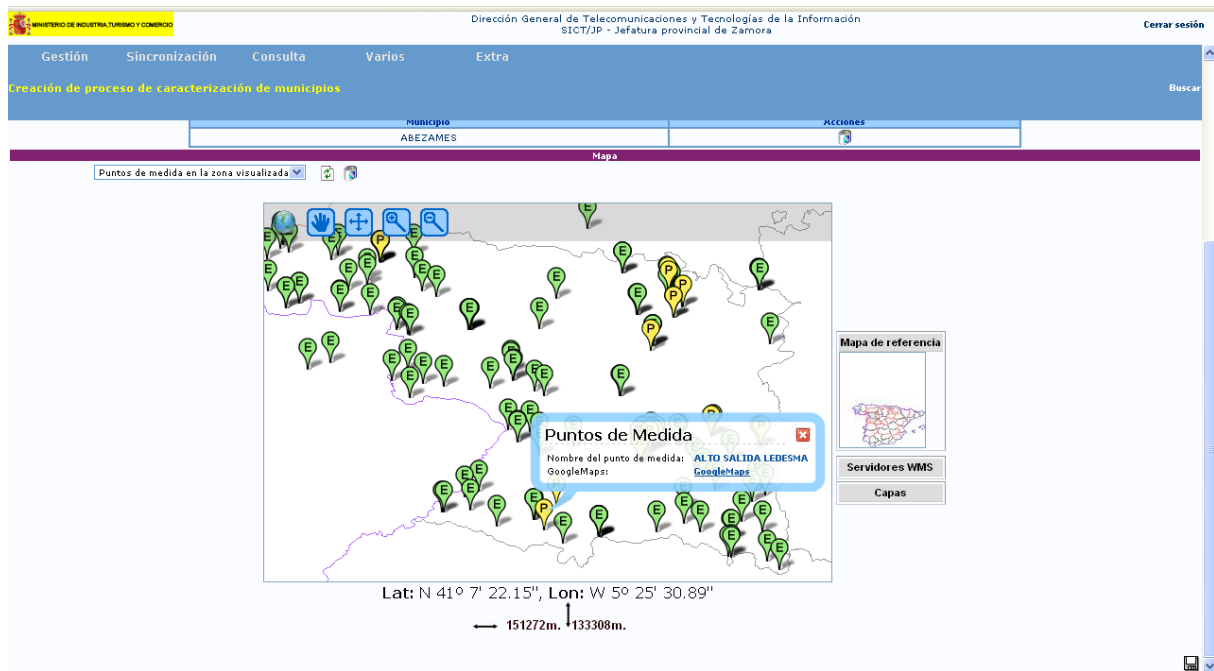 MINISTERIO DE INDUSTRIA,TURISMO Y COMERCIO
Dirección General de Telecomunicaciones y Tecnologías de la Información
SICT/JP - Jefatura provincial de Zamora
Cerrar sesión
Gestión Sincronización Consulta Varios Extra
Creación de proceso de caracterización de municipios
Buscar
Municipio Acciones
ABEZAMES
Mapa
Puntos de medida en la zona visualizada
Mapa de referencia
Puntos de Medida
Nombre del punto de medida: ALTO SALIDA LEDESMA
GoogleMaps: GoogleMaps
Servidores WMS
Capas
Lat: N 41º 7' 22.15", Lon: W 5º 25' 30.89"
151272m. 133308m.